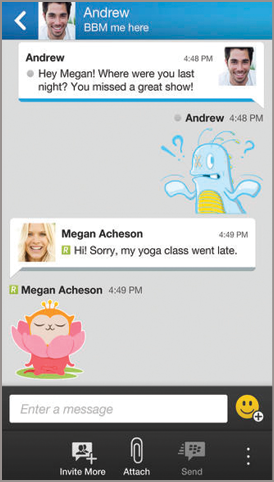 Andrew
BBM me here
Andrew 4:48 PM
Hey Megan! Where were you last
night? You missed a great show!
Andrew 4:48 PM
? ?
Megan Acheson 4:49 PM
R Hi! Sorry, my yoga class went late.
R Megan Acheson 4:49 PM
Enter a message
Invite More Attach Send